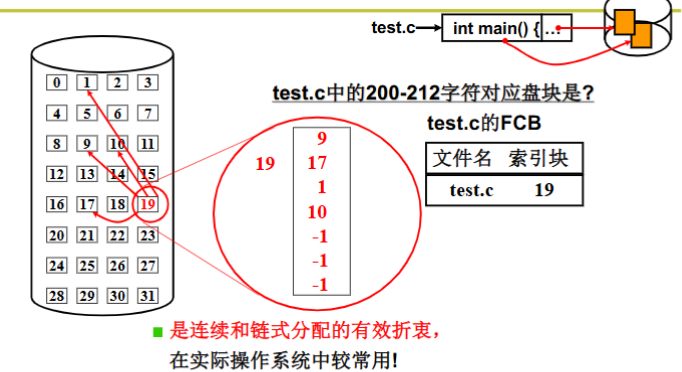 test.c int main() { ...
test.c中的200-212字符对应盘块是?
test.c的FCB
文件名 索引块
test.c 19
0 1 2 3
4 5 6 7
8 9 10 11
12 13 14 15
16 17 18 19
20 21 22 23
24 25 26 27
28 29 30 31
19
9
17
1
10
-1
-1
-1
是连续和链式分配的有效折衷，
在实际操作系统中较常用!